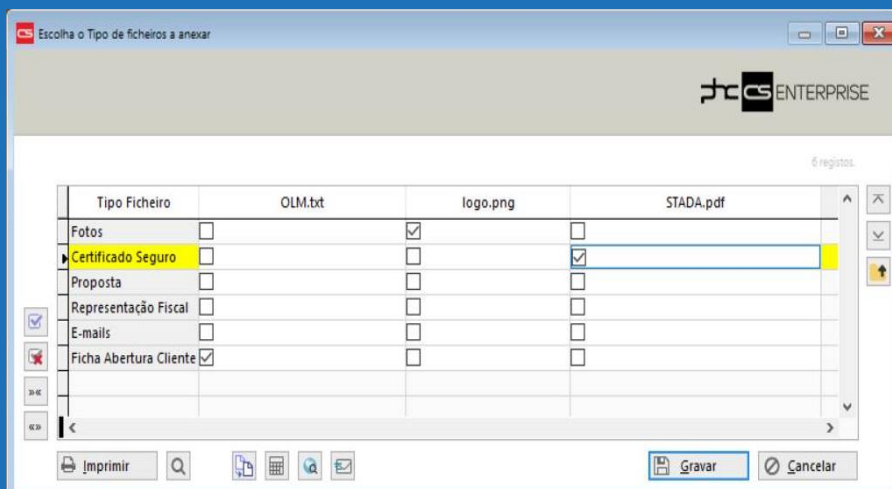 CS Escolha o Tipo de ficheiros a anexar
phc CS ENTERPRISE
6 registos.
Tipo Ficheiro OLM.txt logo.png STADA.pdf
Fotos
Certificado Seguro
Proposta
Representação Fiscal
E-mails
Ficha Abertura Cliente
Imprimir Gravar Cancelar